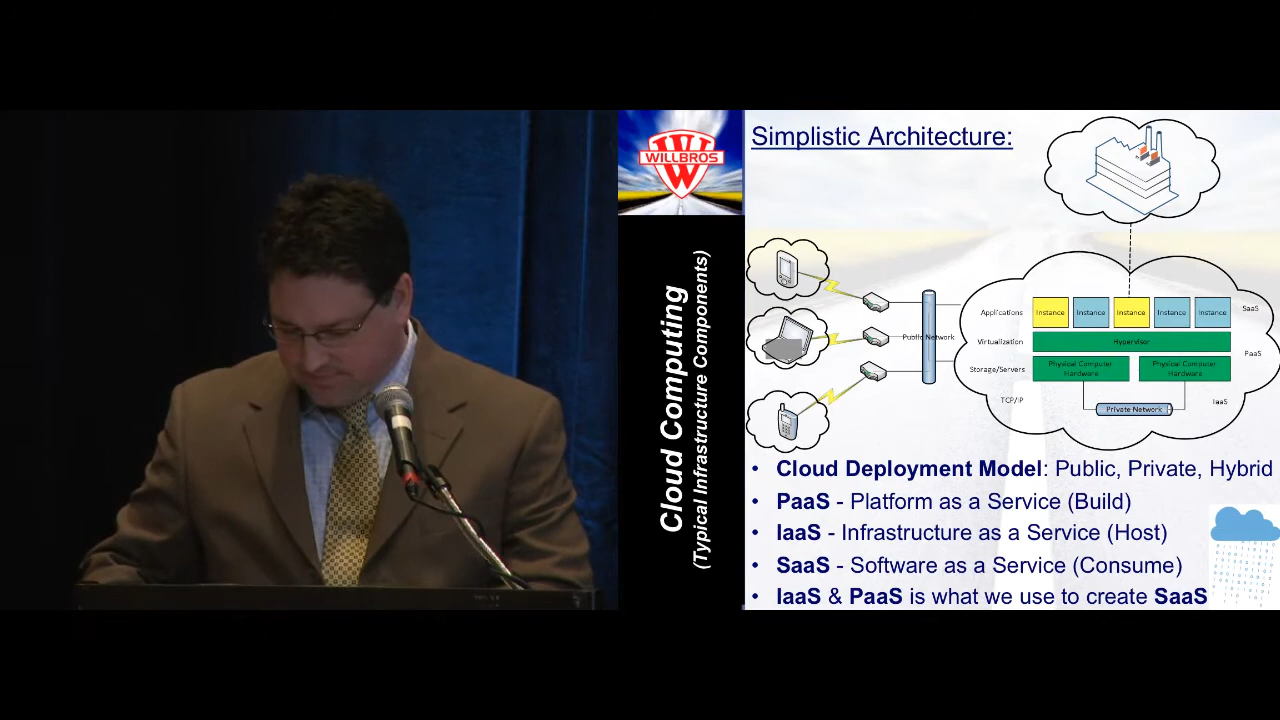 WILLBROS
Cloud Computing
(Typical Infrastructure Components)
Simplistic Architecture:
Public Network
Applications
Instance
Instance
Instance
Instance
Instance
SaaS
Virtualization
Hypervisor
PaaS
Storage/Servers
Physical Computer
Hardware
Physical Computer
Hardware
TCP/IP
Private Network
IaaS
• Cloud Deployment Model: Public, Private, Hybrid
• PaaS - Platform as a Service (Build)
• IaaS - Infrastructure as a Service (Host)
• SaaS - Software as a Service (Consume)
• IaaS & PaaS is what we use to create SaaS